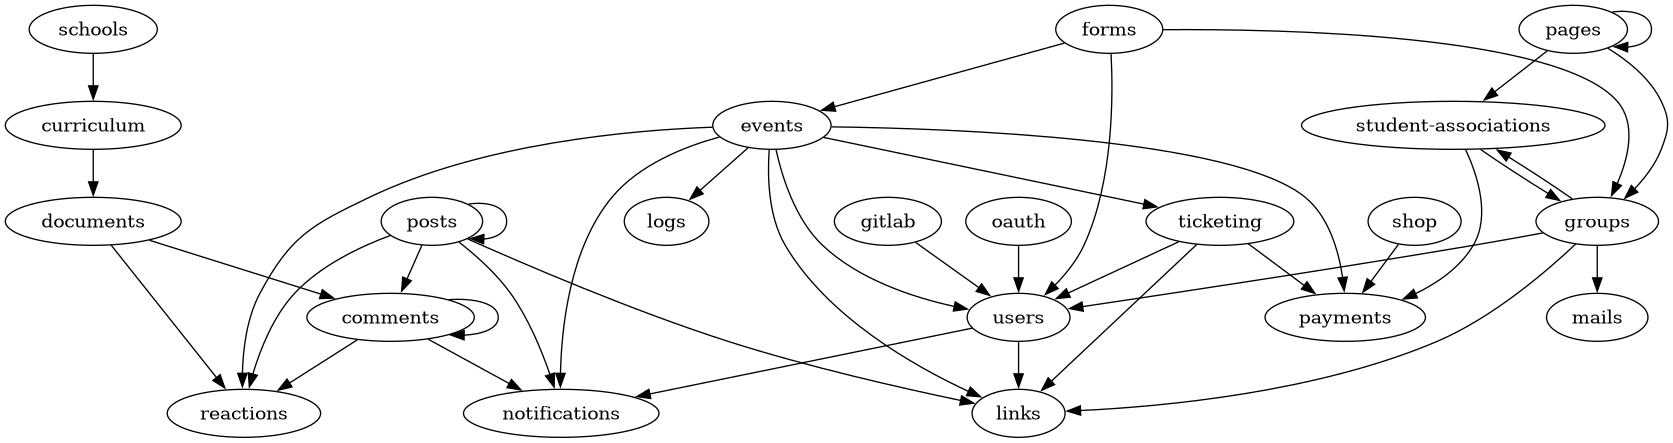 schools
forms
pages
curriculum
events
student-associations
documents
posts
logs
gitlab
oauth
ticketing
shop
groups
comments
users
payments
mails
reactions
notifications
links